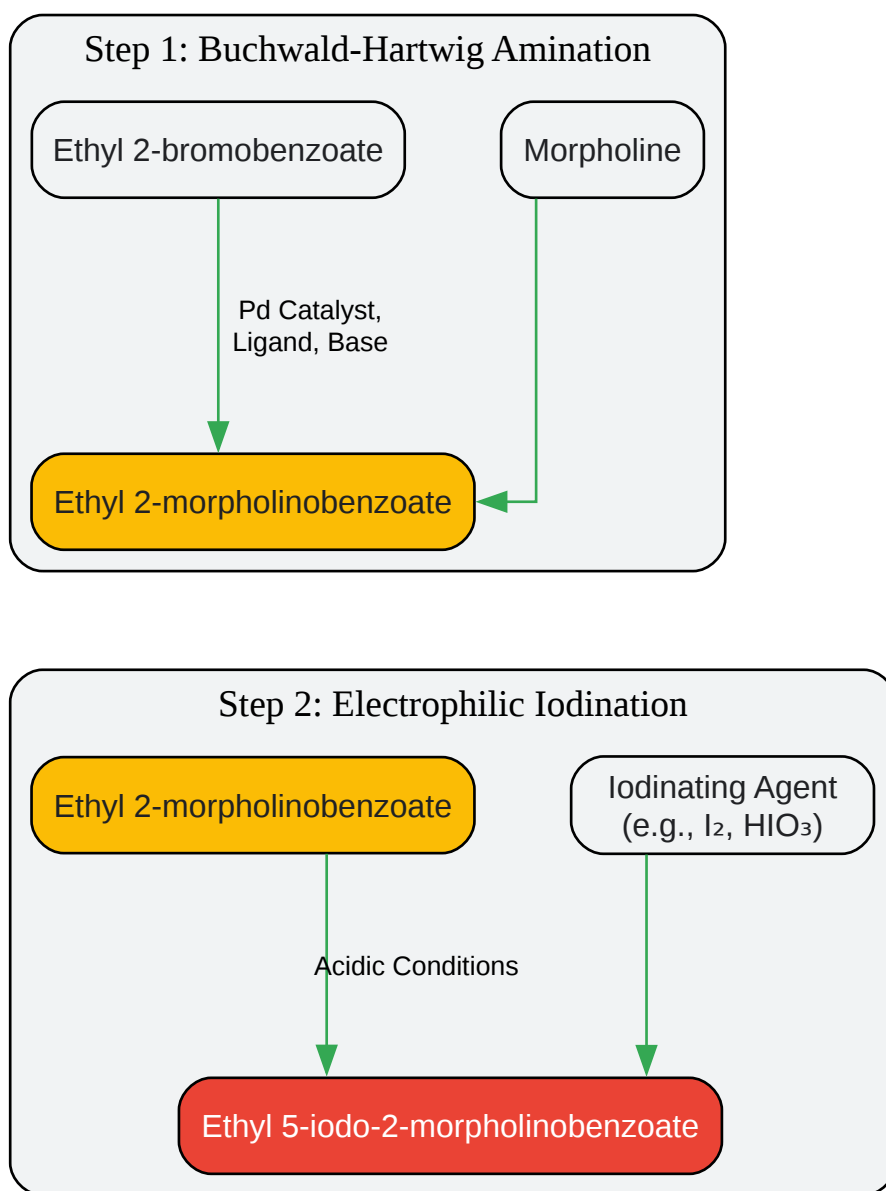 Step 1: Buchwald-Hartwig Amination
Ethyl 2-bromobenzoate
Morpholine
Pd Catalyst,
Ligand, Base
Ethyl 2-morpholinobenzoate
Step 2: Electrophilic Iodination
Ethyl 2-morpholinobenzoate
Iodinating Agent
(e.g., I₂, HIO₃)
Acidic Conditions
Ethyl 5-iodo-2-morpholinobenzoate